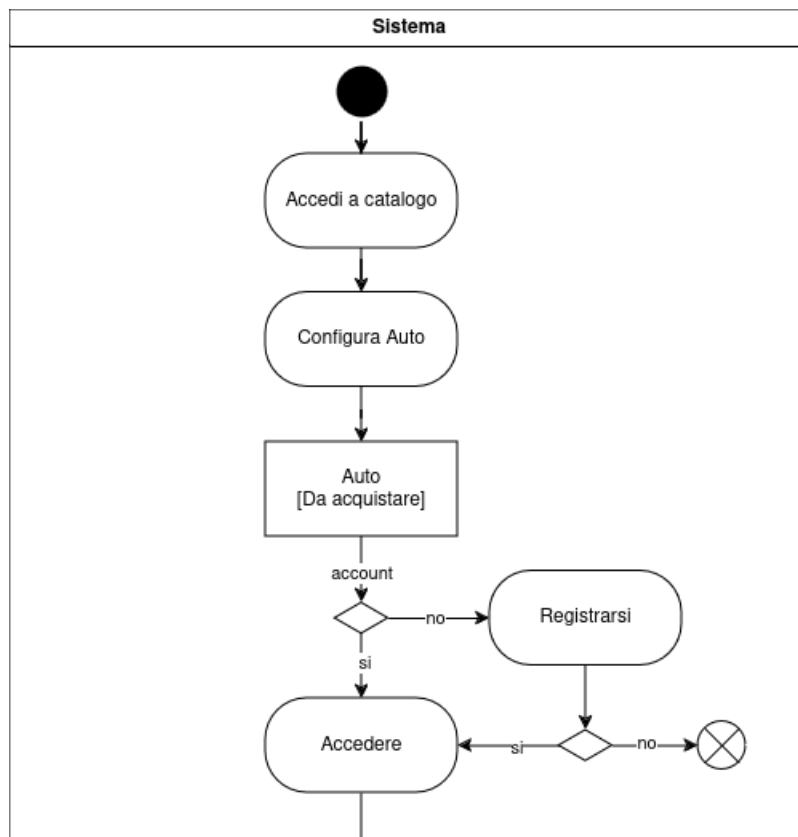 Sistema
Accedi a catalogo
Configura Auto
Auto
[Da acquistare]
account
no
Registrarsi
si
Accedere
si
no